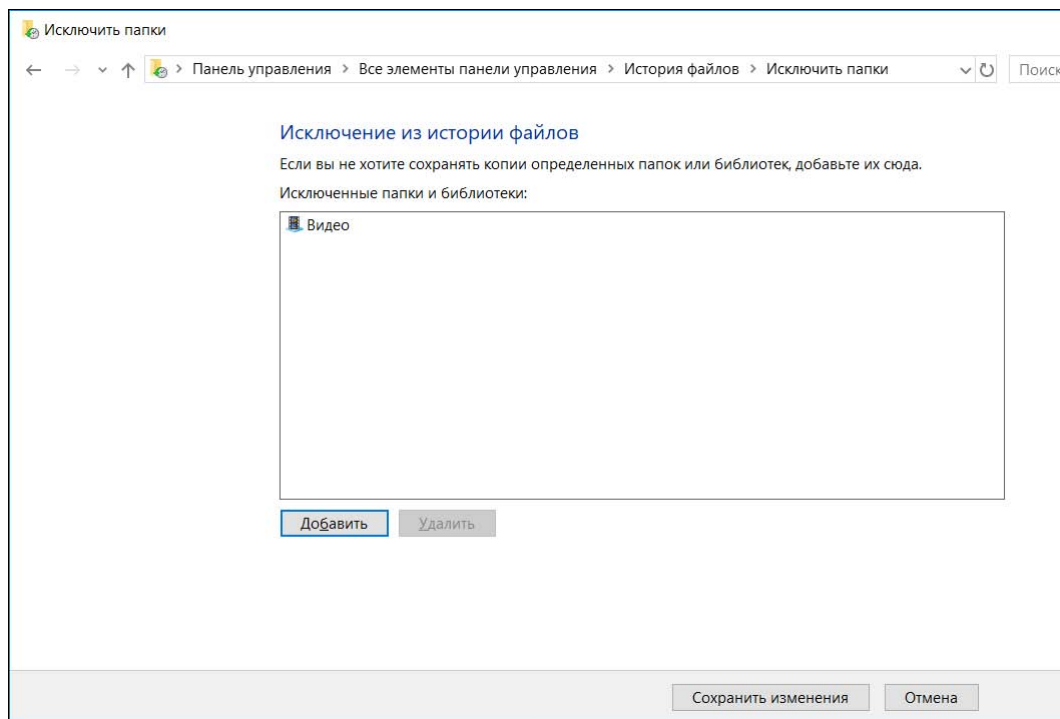 Исключить папки
Панель управления > Все элементы панели управления > История файлов > Исключить папки
Поиск
Исключение из истории файлов
Если вы не хотите сохранять копии определенных папок или библиотек, добавьте их сюда.
Исключенные папки и библиотеки:
Видео
Добавить Удалить
Сохранить изменения Отмена